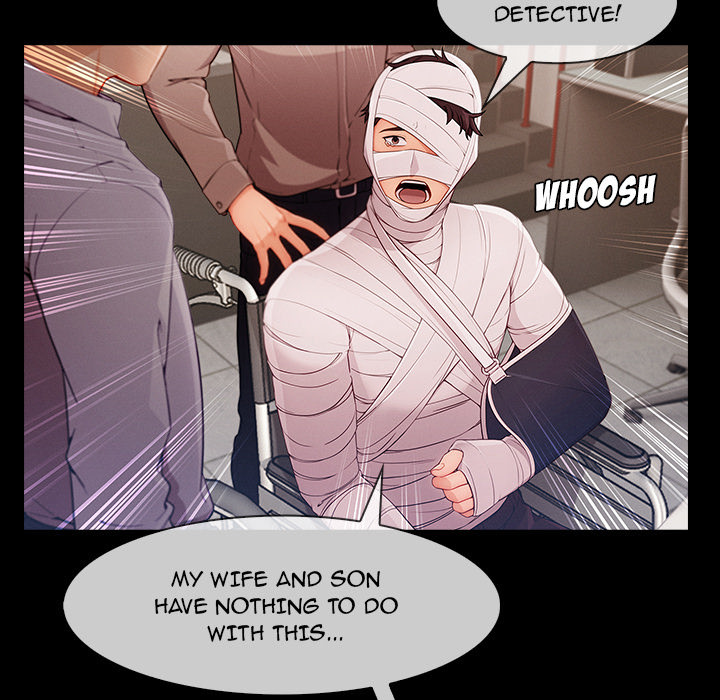 DETECTIVE!
WHOOSH
MY WIFE AND SON
HAVE NOTHING TO DO
WITH THIS...